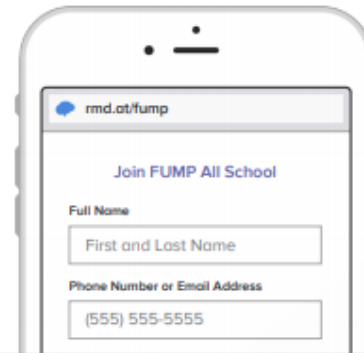 rmd.at/fump
Join FUMP All School
Full Name
First and Last Name
Phone Number or Email Address
(555) 555-5555